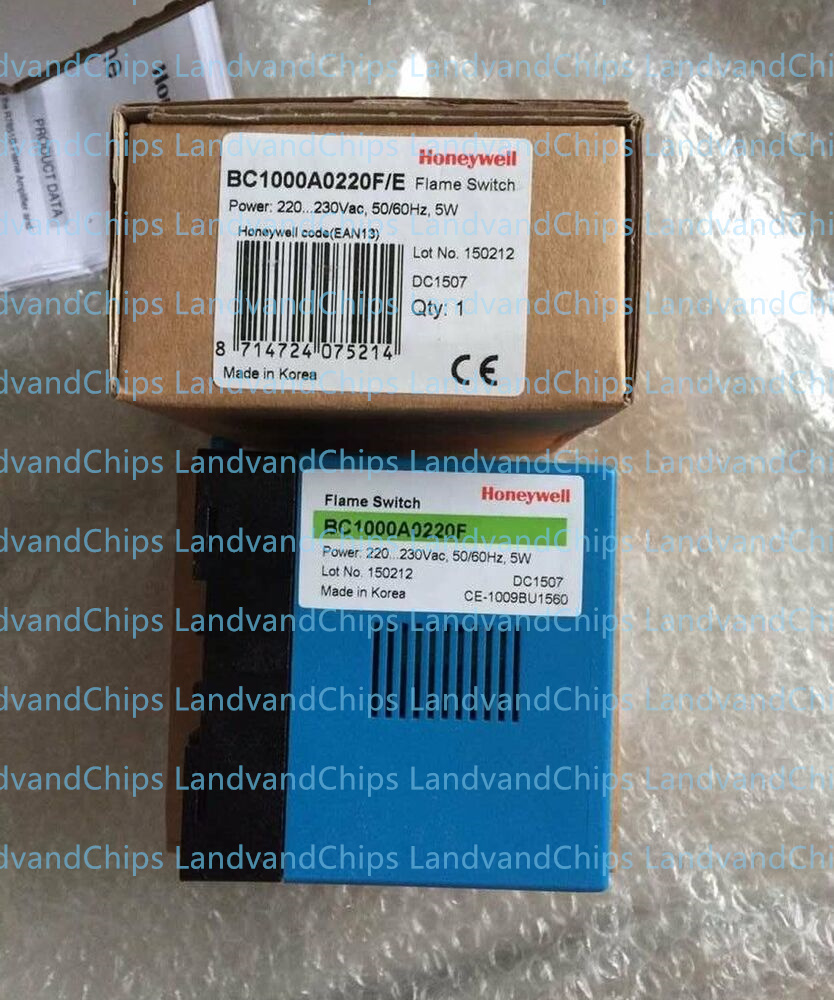 PRODUCT DATA
Honeywell
BC1000A0220F/E Flame Switch
Power: 220...230Vac, 50/60Hz, 5W
Honeywell code(EAN13)
Lot No. 150212
DC1507
Qty: 1
8 714724 075214
Made in Korea
CE
Honeywell
Flame Switch
BC1000A0220F
Power: 220...230Vac, 50/60Hz, 5W
Lot No. 150212
DC1507
Made in Korea
CE-1009BU1560
LandvandChips LandvandChips LandvandChips